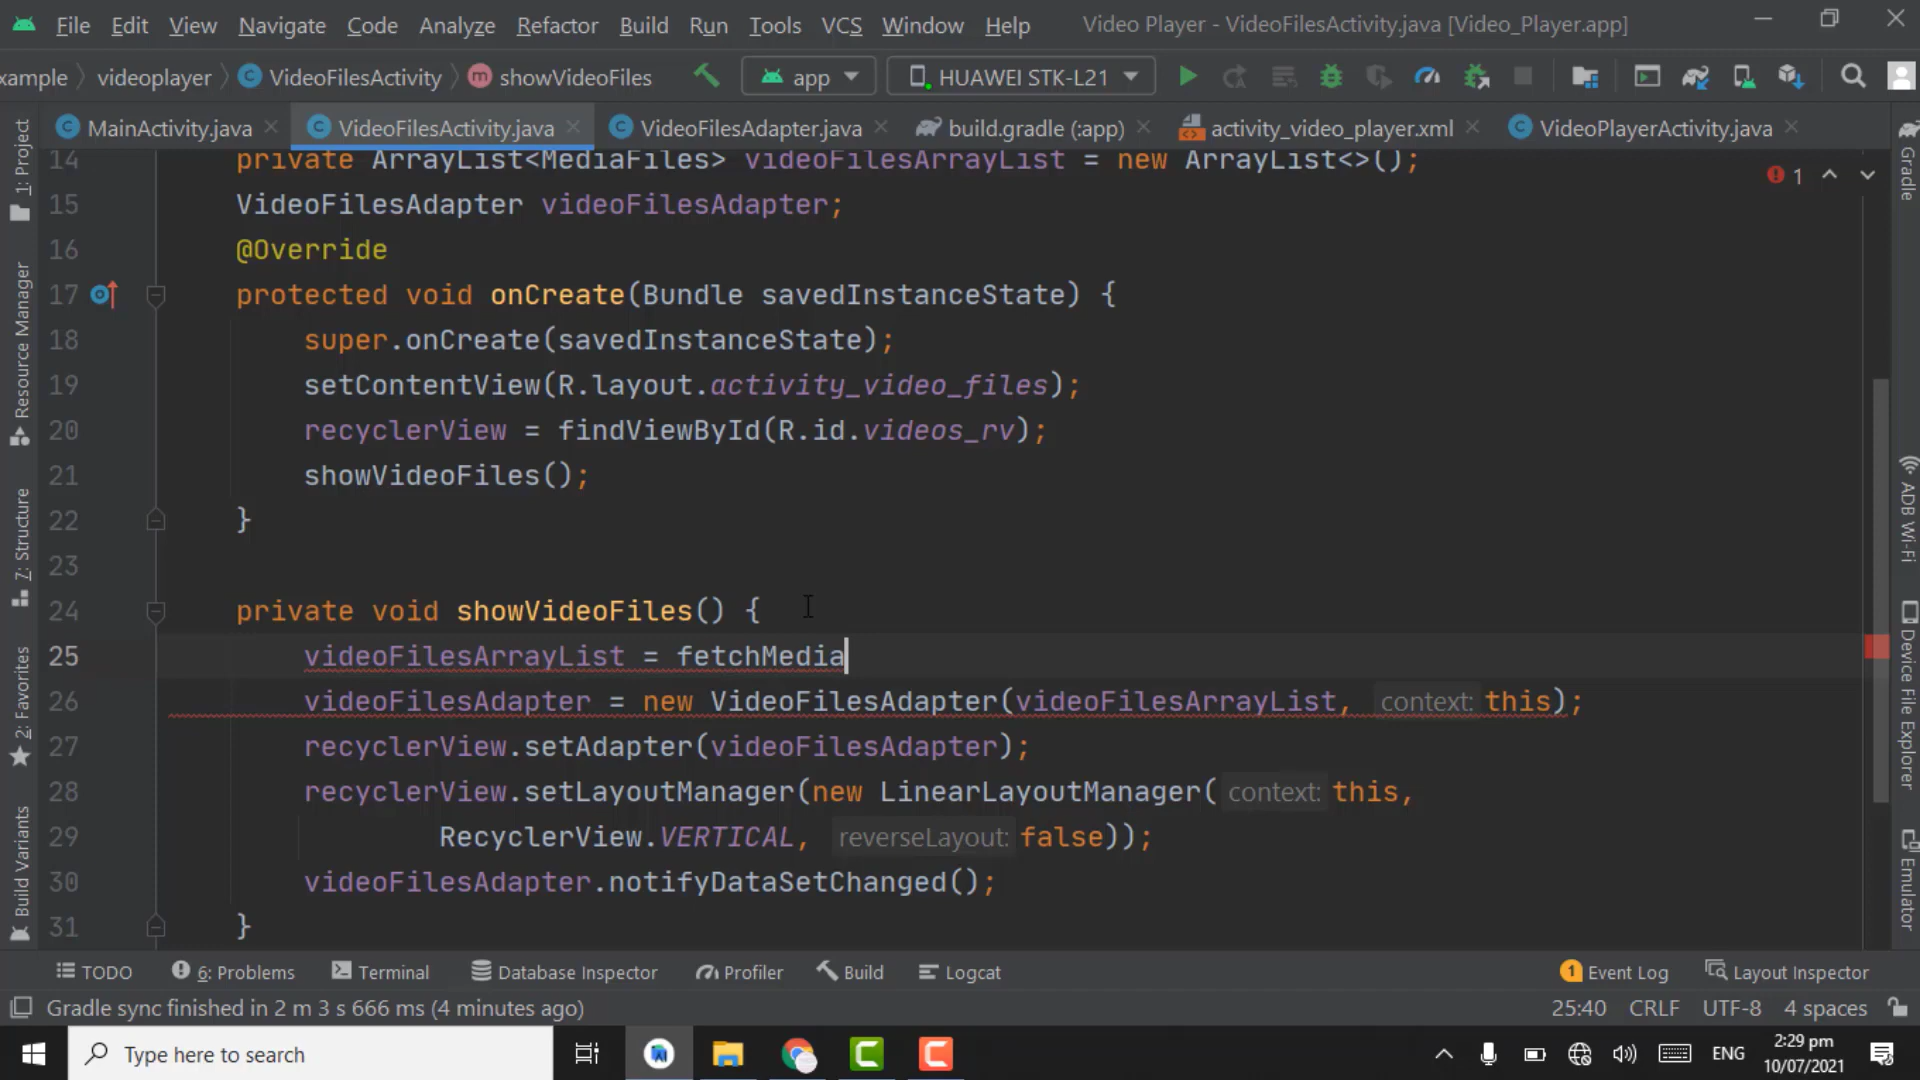 File Edit View Navigate Code Analyze Refactor Build Run Tools VCS Window Help Video Player - VideoFilesActivity.java [Video_Player.app]
xample videoplayer VideoFilesActivity showVideoFiles app HUAWEI STK-L21
MainActivity.java VideoFilesActivity.java VideoFilesAdapter.java build.gradle (:app) activity_video_player.xml VideoPlayerActivity.java
1: Project
Resource Manager
7: Structure
2: Favorites
Build Variants
14 private ArrayList<MediaFiles> videoFilesArrayList = new ArrayList<>();
1
15 VideoFilesAdapter videoFilesAdapter;
16 @Override
17 protected void onCreate(Bundle savedInstanceState) {
18 super.onCreate(savedInstanceState);
19 setContentView(R.layout.activity_video_files);
20 recyclerView = findViewById(R.id.videos_rv);
21 showVideoFiles();
22 }
23
24 private void showVideoFiles() {
25 videoFilesArrayList = fetchMedia
26 videoFilesAdapter = new VideoFilesAdapter(videoFilesArrayList, context: this);
27 recyclerView.setAdapter(videoFilesAdapter);
28 recyclerView.setLayoutManager(new LinearLayoutManager( context: this,
29 RecyclerView.VERTICAL, reverseLayout: false));
30 videoFilesAdapter.notifyDataSetChanged();
31 }
Gradle
ADB Wi-Fi
Device File Explorer
Emulator
TODO 6: Problems Terminal Database Inspector Profiler Build Logcat 1 Event Log Layout Inspector
Gradle sync finished in 2 m 3 s 666 ms (4 minutes ago) 25:40 CRLF UTF-8 4 spaces
Type here to search ENG 2:29 pm
10/07/2021